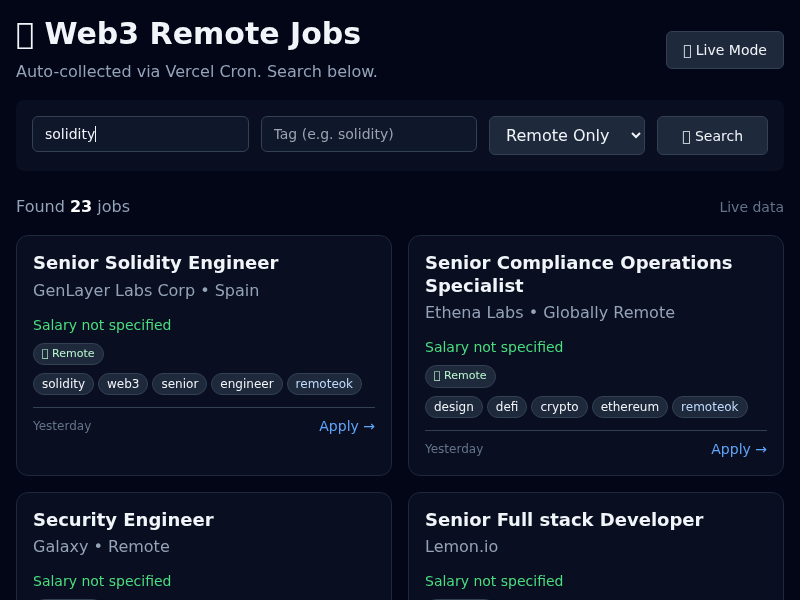 Web3 Remote Jobs
Auto-collected via Vercel Cron. Search below.
Live Mode
solidity
Tag (e.g. solidity)
Remote Only
Search
Found 23 jobs
Live data
Senior Solidity Engineer
GenLayer Labs Corp • Spain
Salary not specified
Remote
solidity web3 senior engineer remoteok
Yesterday
Apply →
Senior Compliance Operations
Specialist
Ethena Labs • Globally Remote
Salary not specified
Remote
design defi crypto ethereum remoteok
Yesterday
Apply →
Security Engineer
Galaxy • Remote
Salary not specified
Senior Full stack Developer
Lemon.io
Salary not specified